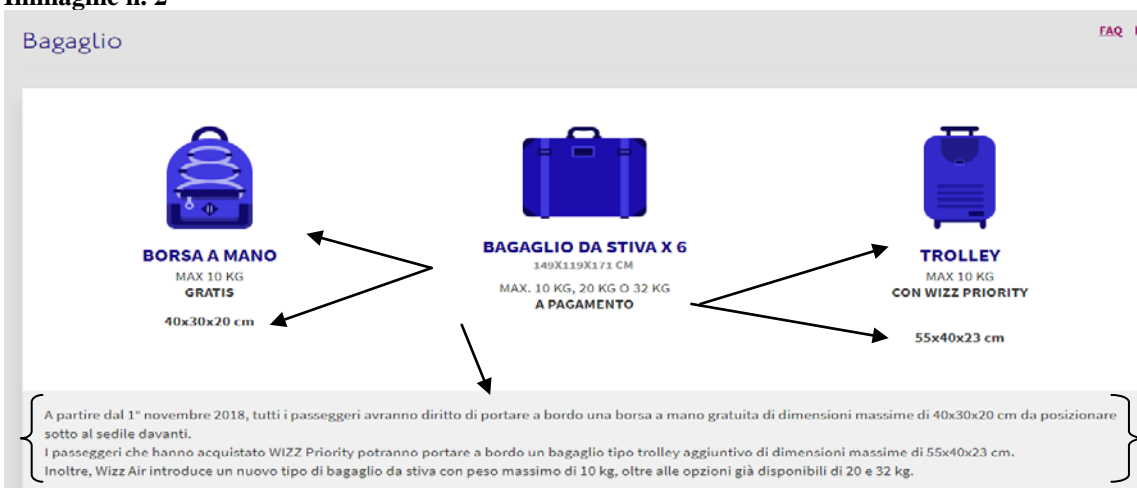 Immagine n. 2
Bagaglio
FAQ
BORSA A MANO
MAX 10 KG
GRATIS
40x30x20 cm
BAGAGLIO DA STIVA X 6
149X119X171 CM
MAX. 10 KG, 20 KG O 32 KG
A PAGAMENTO
TROLLEY
MAX 10 KG
CON WIZZ PRIORITY
55x40x23 cm
A partire dal 1° novembre 2018, tutti i passeggeri avranno diritto di portare a bordo una borsa a mano gratuita di dimensioni massime di 40x30x20 cm da posizionare
sotto al sedile davanti.
I passeggeri che hanno acquistato WIZZ Priority potranno portare a bordo un bagaglio tipo trolley aggiuntivo di dimensioni massime di 55x40x23 cm.
Inoltre, Wizz Air introduce un nuovo tipo di bagaglio da stiva con peso massimo di 10 kg, oltre alle opzioni già disponibili di 20 e 32 kg.